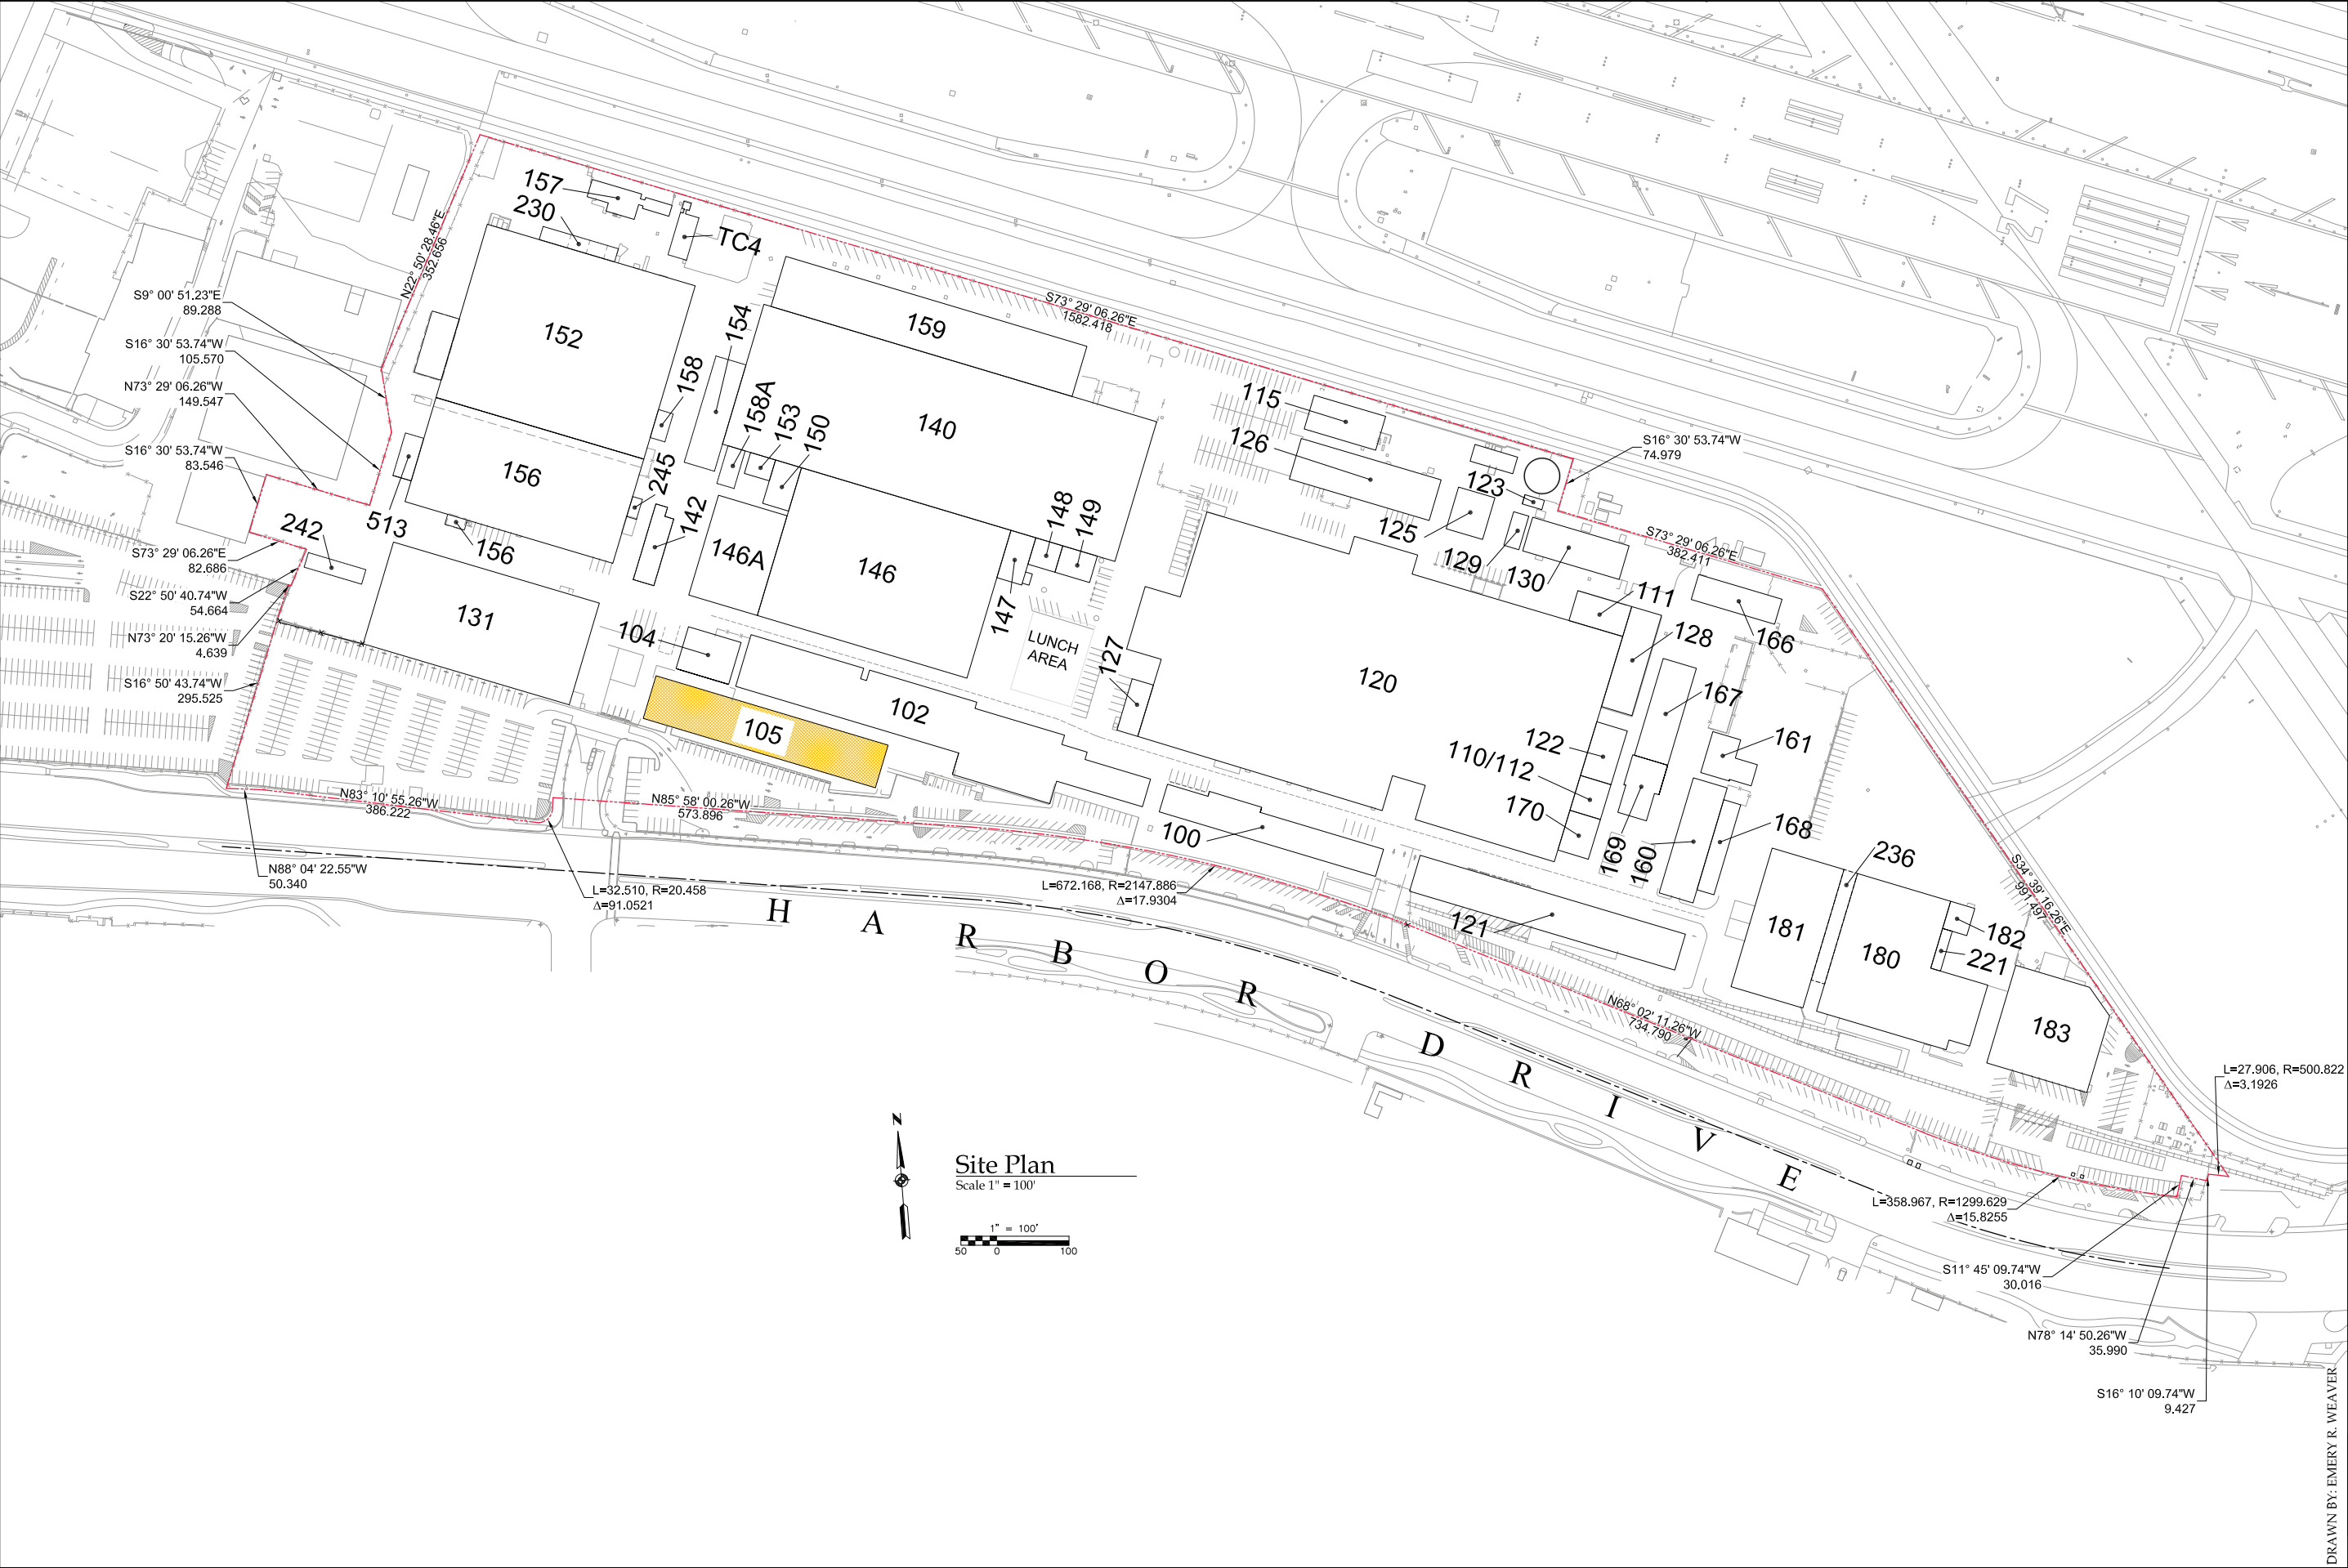 157
230
TC4
N22° 50' 28.46"E
352.656
S9° 00' 51.23"E
89.288
S16° 30' 53.74"W
105.570
N73° 29' 06.26"W
149.547
S16° 30' 53.74"W
83.546
S73° 29' 06.26"E
82.686
S22° 50' 40.74"W
54.664
N73° 20' 15.26"W
4.639
S16° 50' 43.74"W
295.525
152
158
154
159
S73° 29' 06.26"E
1582.418
158A
153
150
140
156
245
142
513
242
156
146A
146
148
149
147
131
104
LUNCH
AREA
127
102
105
115
126
123
125
129
130
S16° 30' 53.74"W
74.979
S73° 29' 06.26"E
382.411
111
128
166
167
120
122
161
110/112
170
169
160
168
236
100
121
181
180
182
221
183
S34° 39' 16.26"E
991.497
N83° 10' 55.26"W
386.222
N85° 58' 00.26"W
573.896
N88° 04' 22.55"W
50.340
L=32.510, R=20.458
Δ=91.0521
L=672.168, R=2147.886
Δ=17.9304
N68° 02' 11.26"W
734.790
HARBOR DRIVE
L=27.906, R=500.822
Δ=3.1926
L=358.967, R=1299.629
Δ=15.8255
S11° 45' 09.74"W
30.016
N78° 14' 50.26"W
35.990
S16° 10' 09.74"W
9.427
N
Site Plan
Scale 1" = 100'
1" = 100'
50 0 100
DRAWN BY: EMERY R. WEAVER